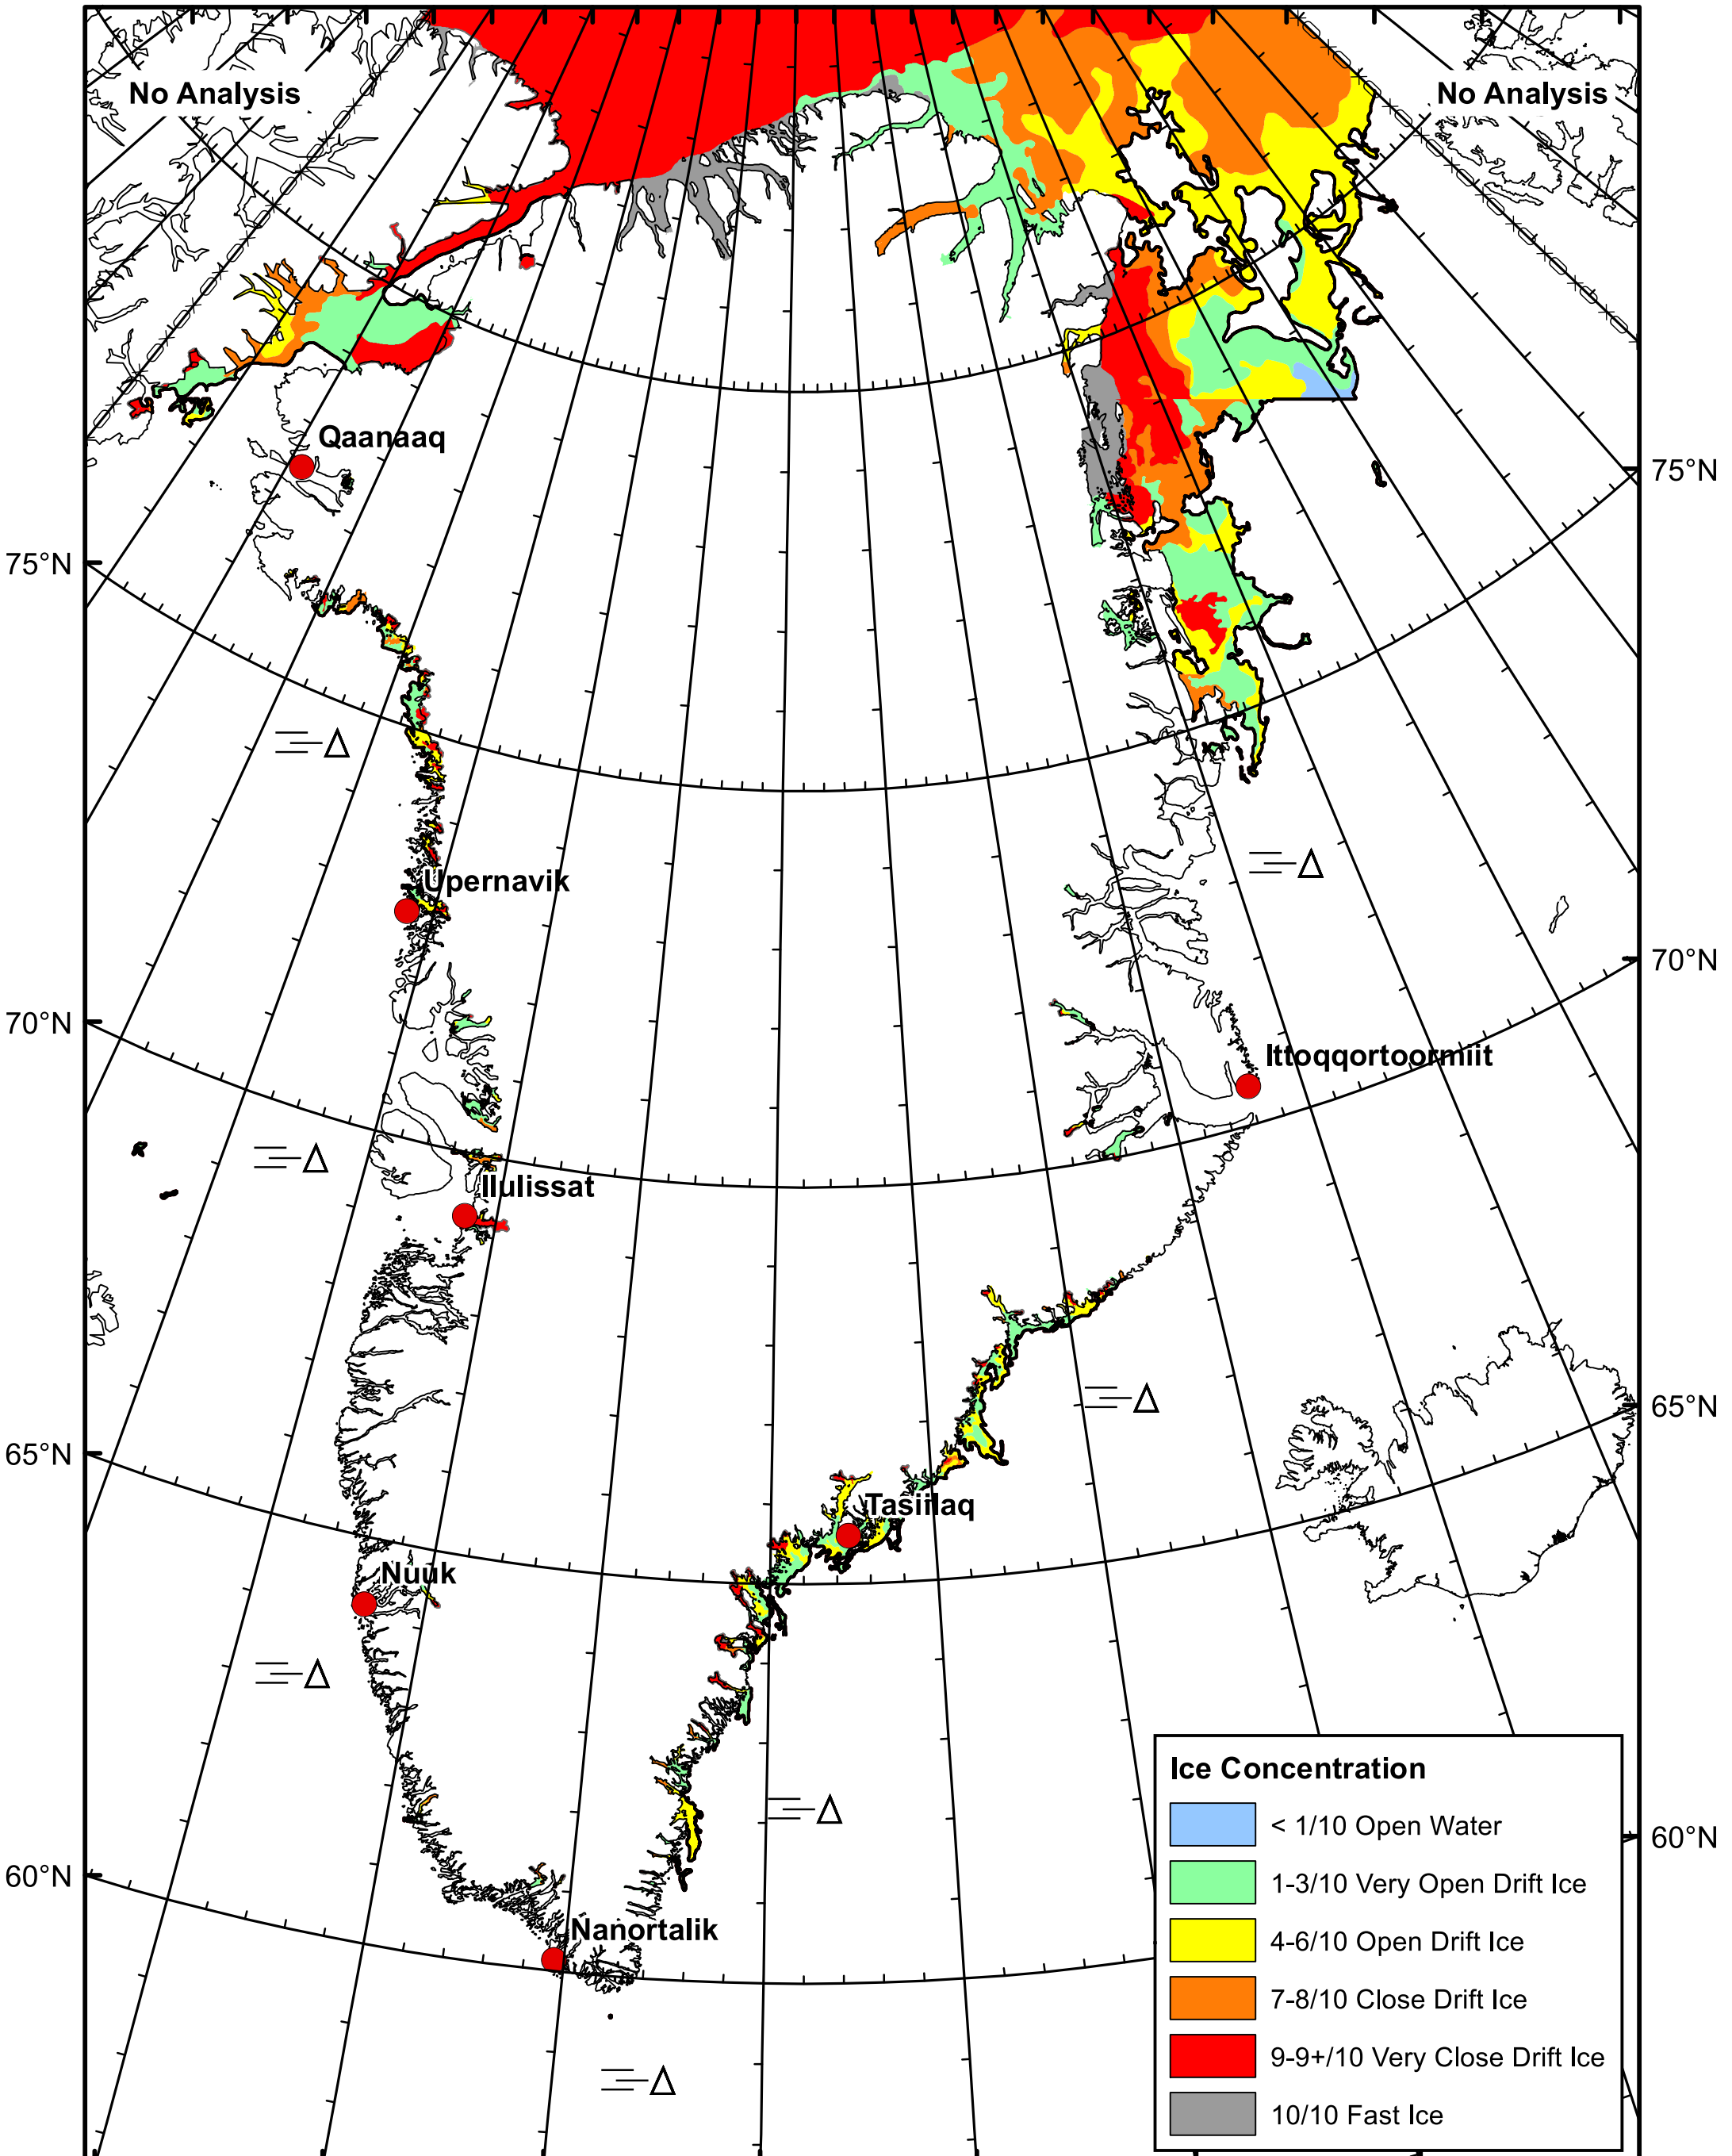 No Analysis
No Analysis
Qaanaaq
75°N
75°N
Upernavik
70°N
70°N
Ittoqqortoormiit
Ilulissat
65°N
65°N
Tasiilaq
Nuuk
60°N
60°N
Nanortalik
Ice Concentration
< 1/10 Open Water
1-3/10 Very Open Drift Ice
4-6/10 Open Drift Ice
7-8/10 Close Drift Ice
9-9+/10 Very Close Drift Ice
10/10 Fast Ice